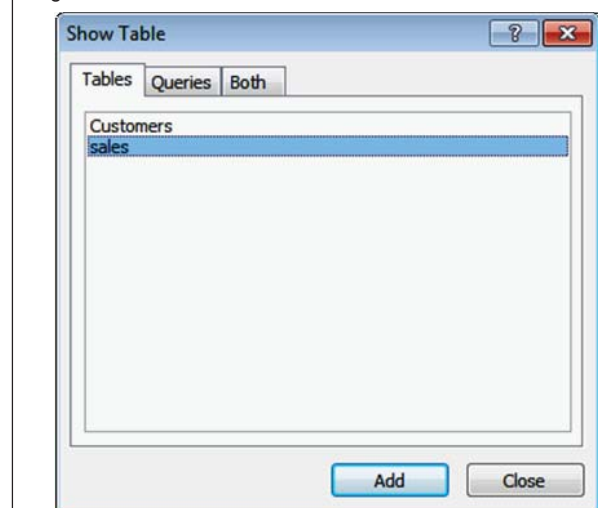 Show Table
Tables Queries Both
Customers
sales
Add Close